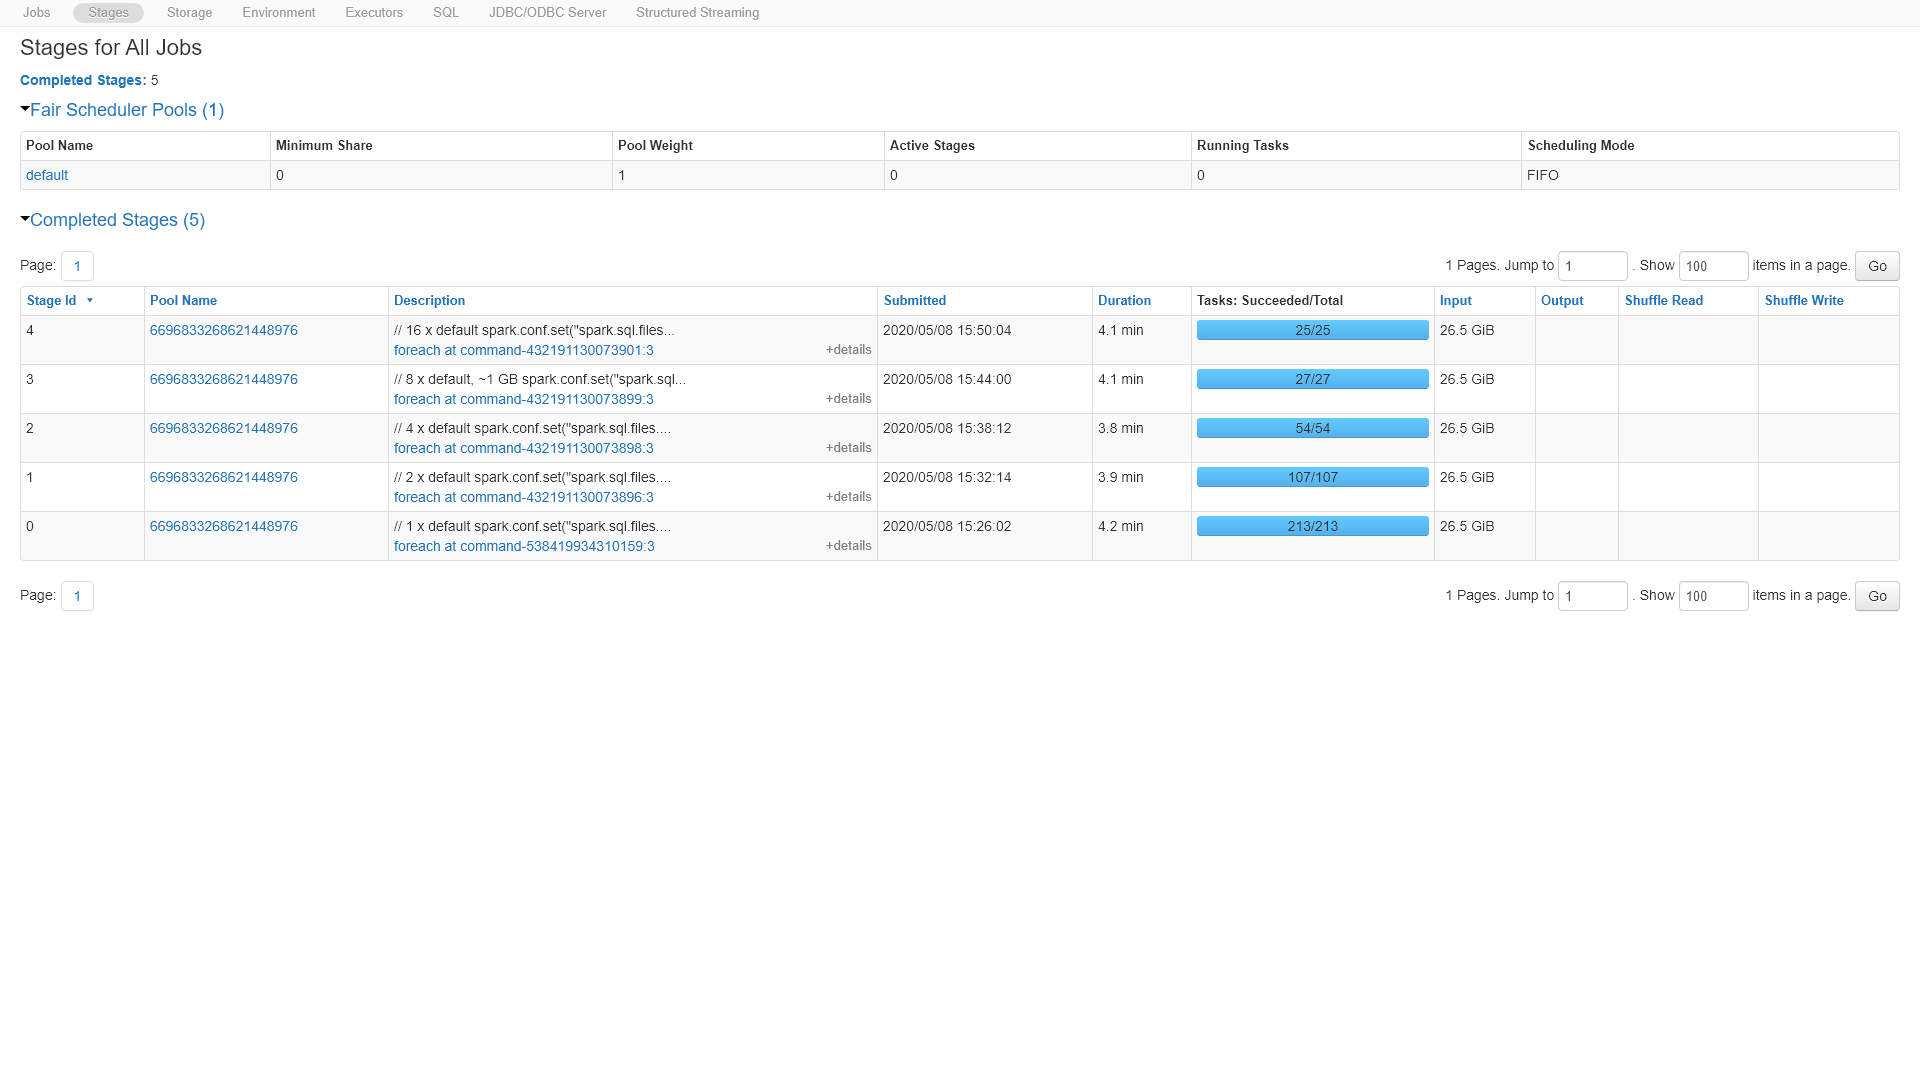 Jobs Stages Storage Environment Executors SQL JDBC/ODBC Server Structured Streaming
Stages for All Jobs
Completed Stages: 5
Fair Scheduler Pools (1)
Pool Name Minimum Share Pool Weight Active Stages Running Tasks Scheduling Mode
default 0 1 0 0 FIFO
Completed Stages (5)
Page: 1 1 Pages. Jump to 1 . Show 100 items in a page. Go
Stage Id Pool Name Description Submitted Duration Tasks: Succeeded/Total Input Output Shuffle Read Shuffle Write
4 6696833268621448976 // 16 x default spark.conf.set("spark.sql.files... 2020/05/08 15:50:04 4.1 min 25/25 26.5 GiB
foreach at command-432191130073901:3 +details
3 6696833268621448976 // 8 x default, ~1 GB spark.conf.set("spark.sql... 2020/05/08 15:44:00 4.1 min 27/27 26.5 GiB
foreach at command-432191130073899:3 +details
2 6696833268621448976 // 4 x default spark.conf.set("spark.sql.files.... 2020/05/08 15:38:12 3.8 min 54/54 26.5 GiB
foreach at command-432191130073898:3 +details
1 6696833268621448976 // 2 x default spark.conf.set("spark.sql.files.... 2020/05/08 15:32:14 3.9 min 107/107 26.5 GiB
foreach at command-432191130073896:3 +details
0 6696833268621448976 // 1 x default spark.conf.set("spark.sql.files.... 2020/05/08 15:26:02 4.2 min 213/213 26.5 GiB
foreach at command-538419934310159:3 +details
Page: 1 1 Pages. Jump to 1 . Show 100 items in a page. Go